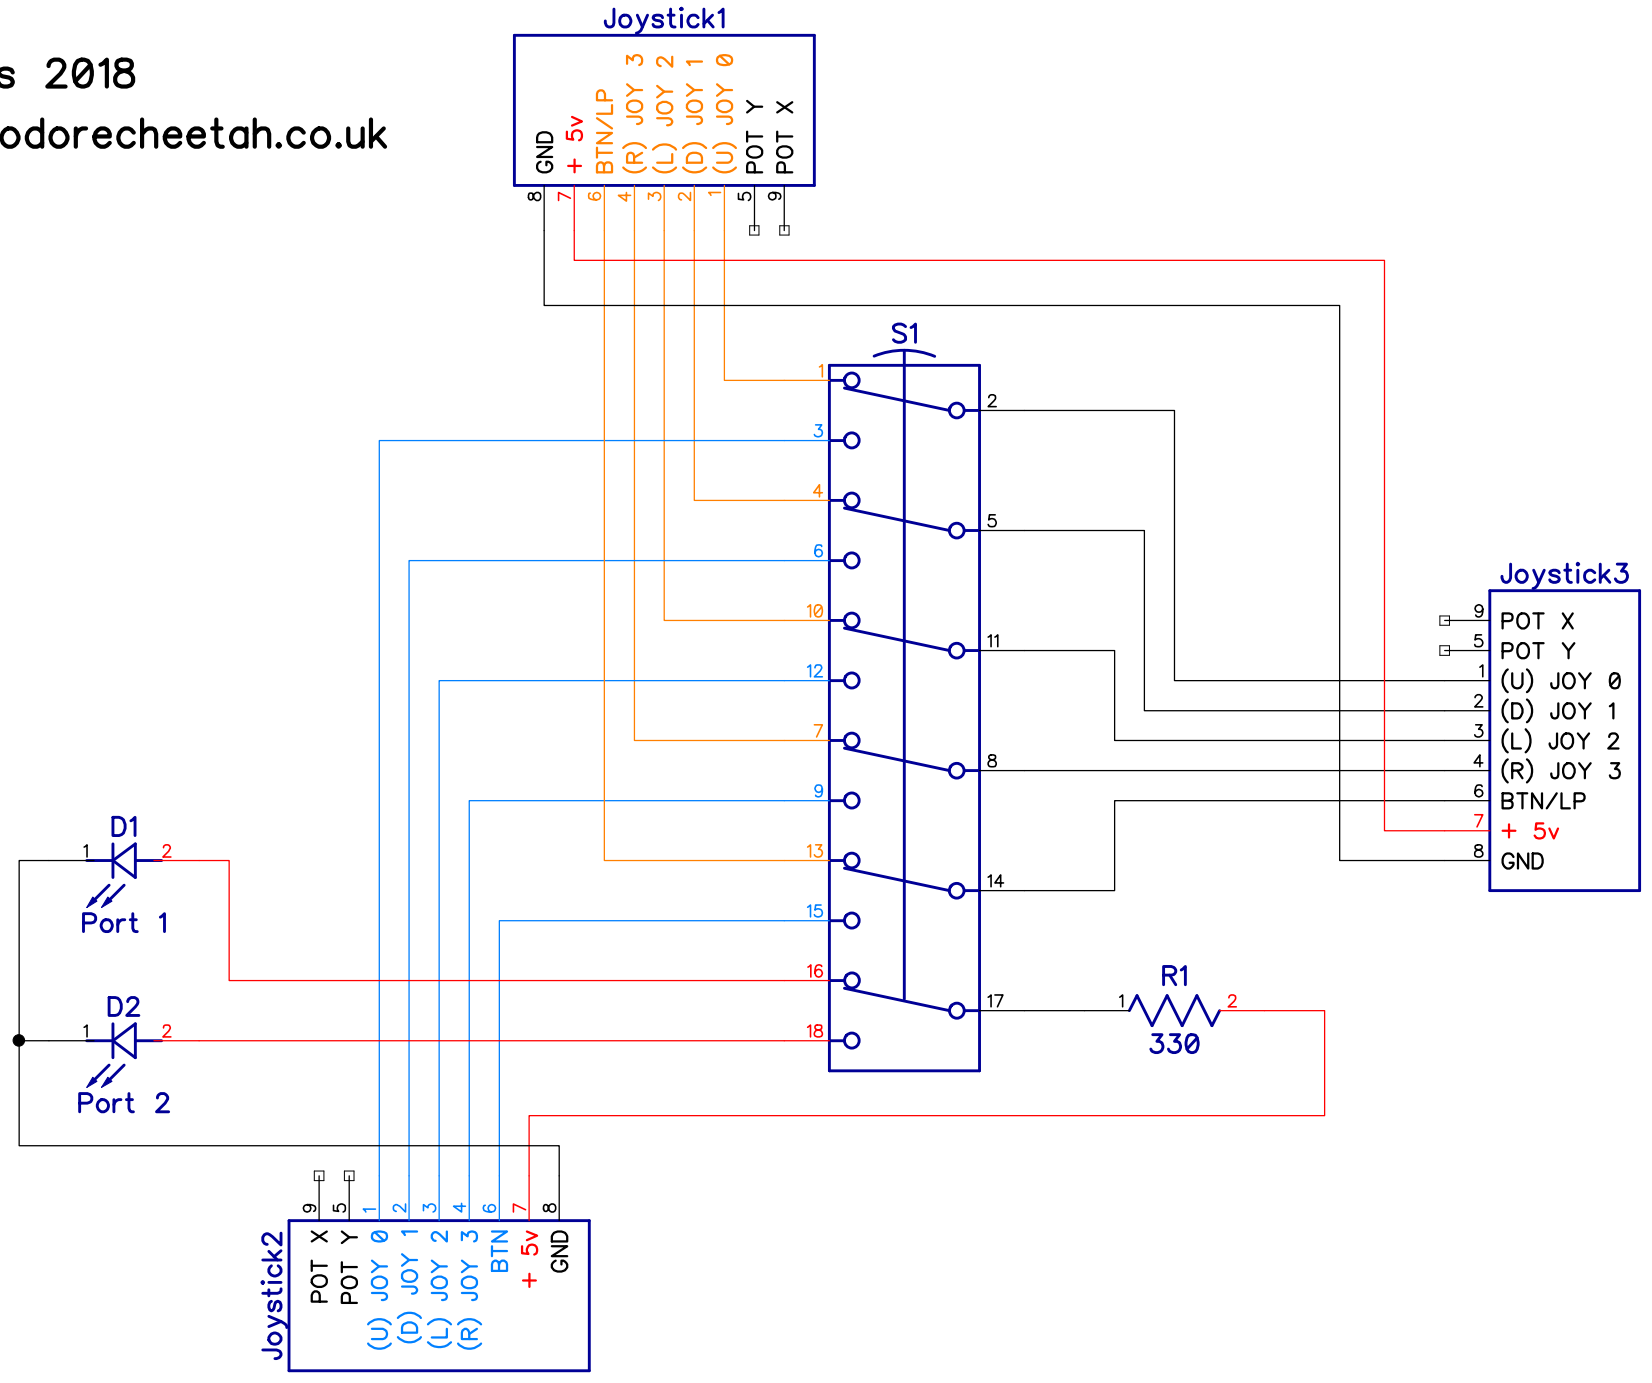 s 2018
odorecheetah.co.uk
Joystick1
GND
+ 5v
BTN/LP
(R) JOY 3
(L) JOY 2
(D) JOY 1
(U) JOY 0
POT Y
POT X
8
7
6
4
3
2
1
5
9
S1
1
2
3
4
5
6
10
11
12
7
8
9
13
14
15
16
17
18
Joystick3
9 POT X
5 POT Y
1 (U) JOY 0
2 (D) JOY 1
3 (L) JOY 2
4 (R) JOY 3
6 BTN/LP
7 + 5v
8 GND
D1
1 2
Port 1
D2
1 2
Port 2
R1
1 2
330
9
5
1
2
3
4
6
7
8
Joystick2
POT X
POT Y
(U) JOY 0
(D) JOY 1
(L) JOY 2
(R) JOY 3
BTN
+ 5v
GND